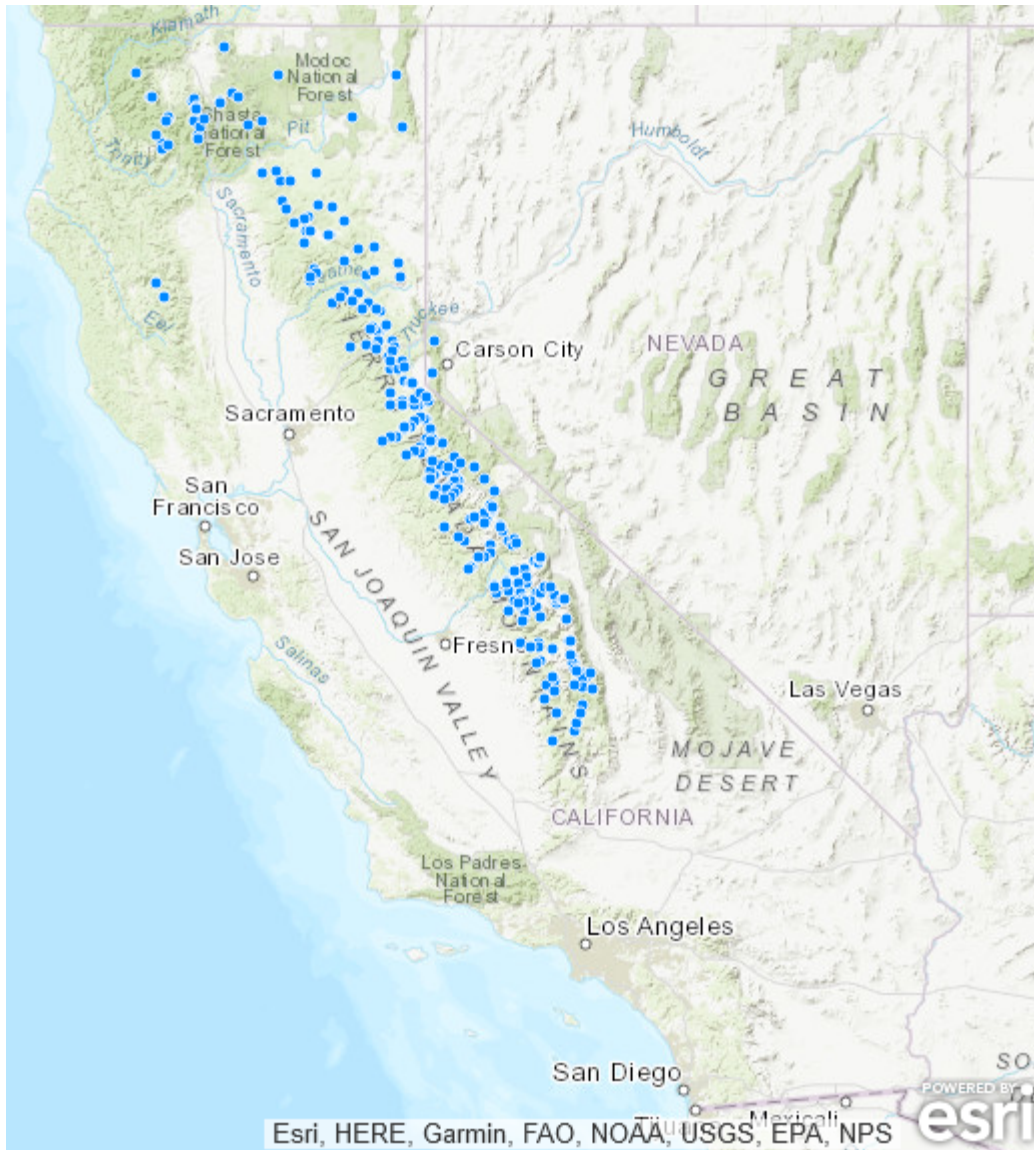 Klamath
Modoc
National
Forest
Shasta
National
Forest
Pit
Trinity
Humboldt
Sacramento
Eel
Truckee
Carson City
NEVADA
GREAT
BASIN
Sacramento
San
Francisco
San Jose
SAN JOAQUIN VALLEY
Fresno
Salinas
Las Vegas
MOJAVE
DESERT
CALIFORNIA
Los Padres
National
Forest
Los Angeles
San Diego
Tijuana
Mexicali
SO
POWERED BY
esri
Esri, HERE, Garmin, FAO, NOAA, USGS, EPA, NPS